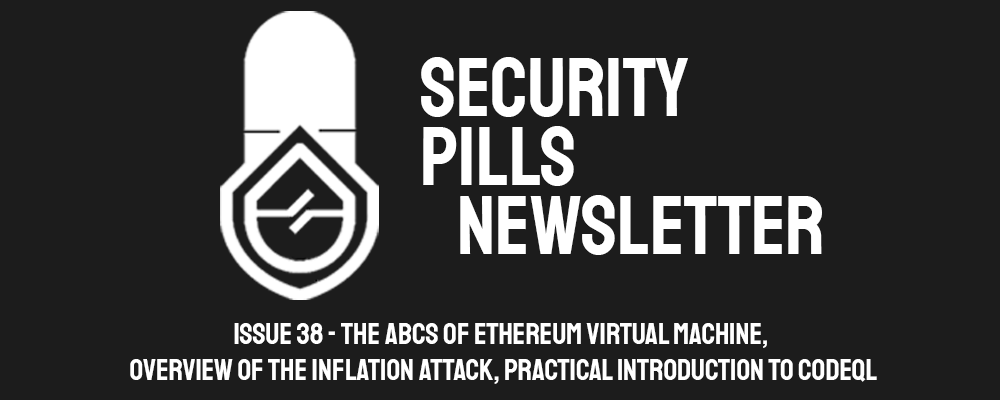 SECURITY
PILLS
NEWSLETTER
ISSUE 38 - THE ABCS OF ETHEREUM VIRTUAL MACHINE,
OVERVIEW OF THE INFLATION ATTACK, PRACTICAL INTRODUCTION TO CODEQL